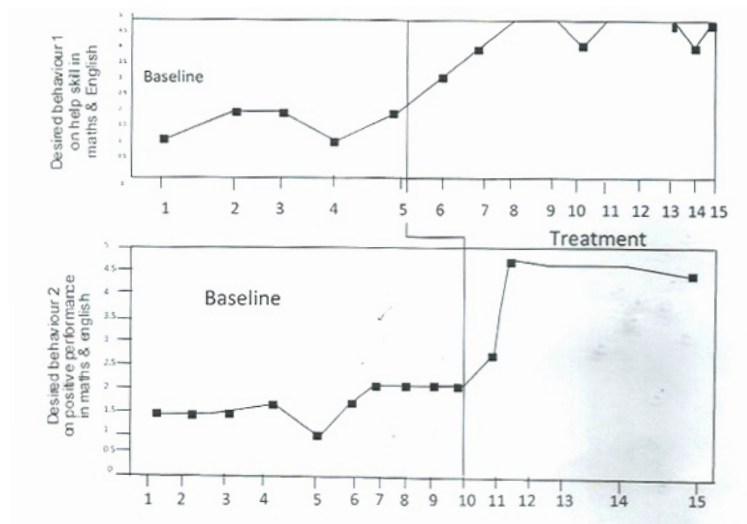 Desired behaviour 1
on help skill in
maths & English
Baseline
1 2 3 4 5 6 7 8 9 10 11 12 13 14 15
Treatment
Desired behaviour 2
on positive performance
in maths & english
Baseline
5
4.5
4
3.5
3
2.5
2
1.5
1
0.5
0
1 2 3 4 5 6 7 8 9 10 11 12 13 14 15